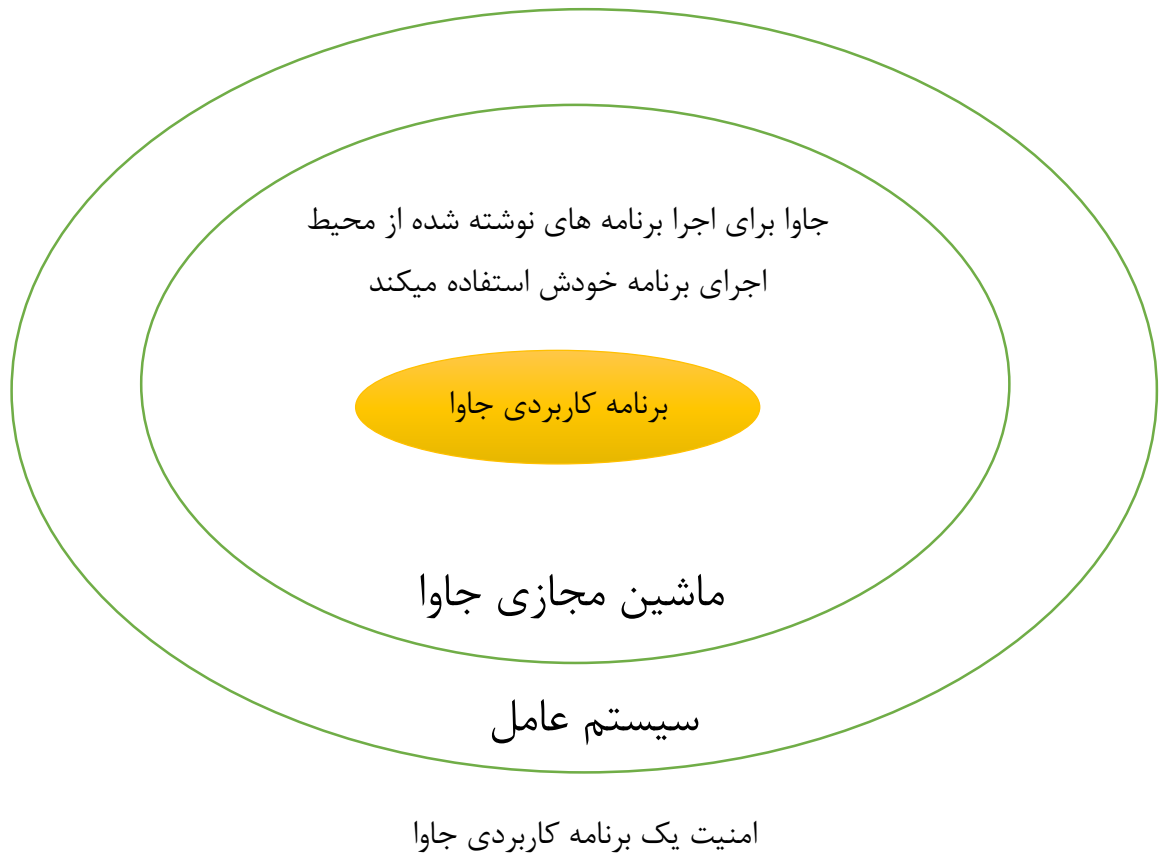 جاوا برای اجرا برنامه های نوشته شده از محیط
اجرای برنامه خودش استفاده میکند
برنامه کاربردی جاوا
ماشین مجازی جاوا
سیستم عامل
امنیت یک برنامه کاربردی جاوا